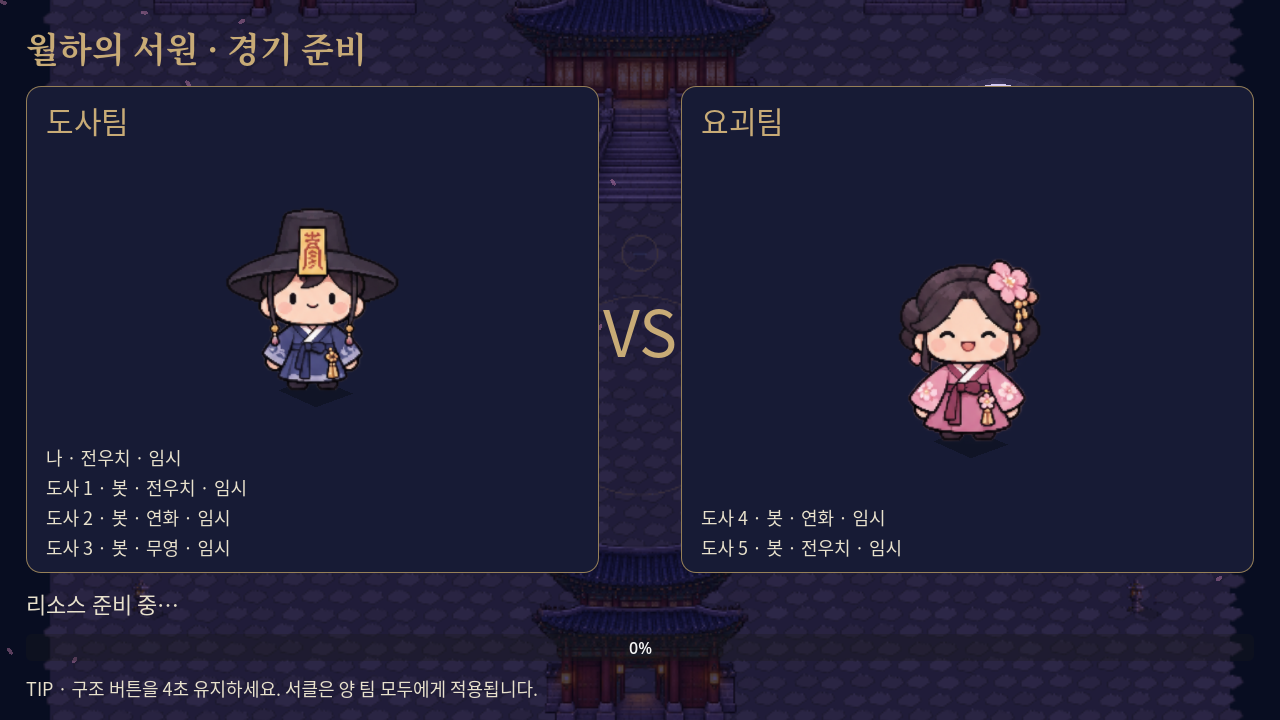 월하의 서원 · 경기 준비
도사팀
요괴팀
VS
나 · 전우치 · 임시
도사 1 · 봇 · 전우치 · 임시
도사 2 · 봇 · 연화 · 임시
도사 3 · 봇 · 무영 · 임시
도사 4 · 봇 · 연화 · 임시
도사 5 · 봇 · 전우치 · 임시
리소스 준비 중…
0%
TIP · 구조 버튼을 4초 유지하세요. 서클은 양 팀 모두에게 적용됩니다.